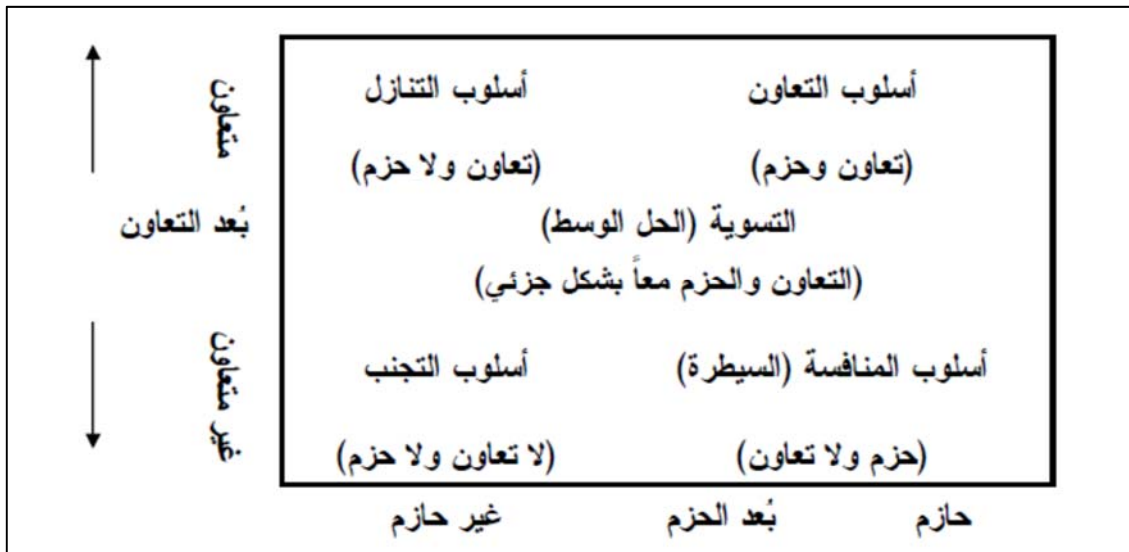 أسلوب التعاون
أسلوب التنازل
متعاون
(تعاون وحزم)
(تعاون ولا حزم)
التسوية (الحل الوسط)
بُعد التعاون
(التعاون والحزم معاً بشكل جزئي)
أسلوب المنافسة (السيطرة)
أسلوب التجنب
غير متعاون
(حزم ولا تعاون)
(لا تعاون ولا حزم)
حازم
بُعد الحزم
غير حازم